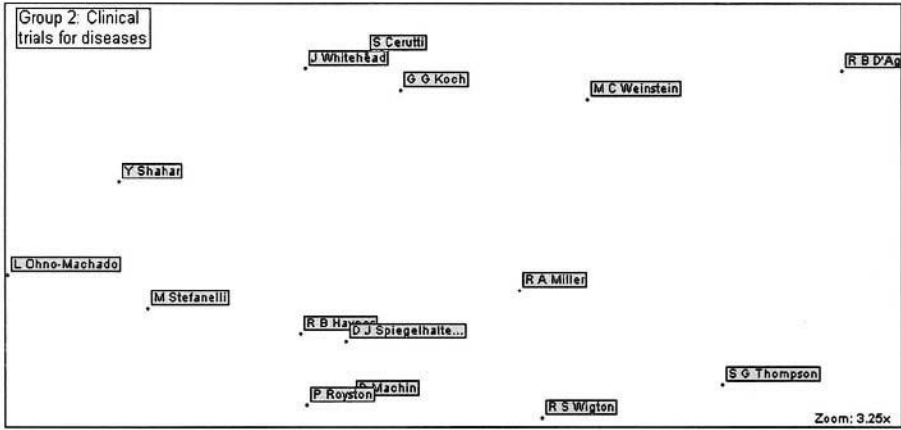 Group 2: Clinical
trials for diseases
S Cerutti
J Whitehead
G G Koch
R B D'Ag
M C Weinstein
Y Shahar
L Ohno-Machado
R A Miller
M Stefanelli
R B
D J Spiegelhalte...
S G Thompson
Machin
P Royston
R S Wigton
Zoom: 3.25x